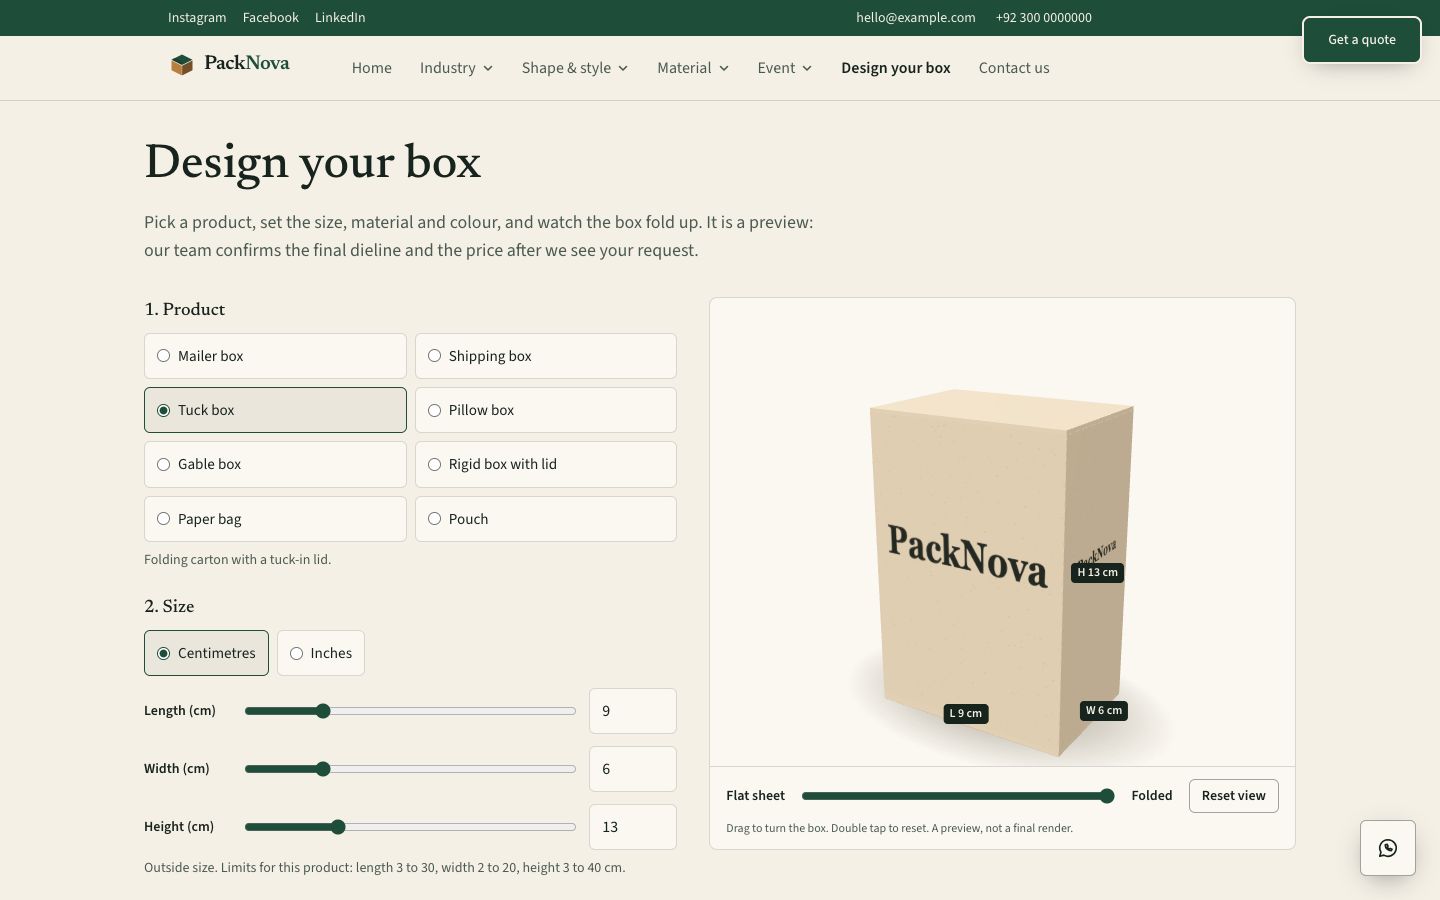 Instagram Facebook LinkedIn hello@example.com +92 300 0000000
Get a quote
PackNova Home Industry Shape & style Material Event Design your box Contact us
Design your box
Pick a product, set the size, material and colour, and watch the box fold up. It is a preview:
our team confirms the final dieline and the price after we see your request.
1. Product
Mailer box Shipping box
Tuck box Pillow box
Gable box Rigid box with lid
Paper bag Pouch
Folding carton with a tuck-in lid.
2. Size
Centimetres Inches
Length (cm) 9
Width (cm) 6
Height (cm) 13
Outside size. Limits for this product: length 3 to 30, width 2 to 20, height 3 to 40 cm.
PackNova
PackNova
H 13 cm
L 9 cm
W 6 cm
Flat sheet Folded Reset view
Drag to turn the box. Double tap to reset. A preview, not a final render.